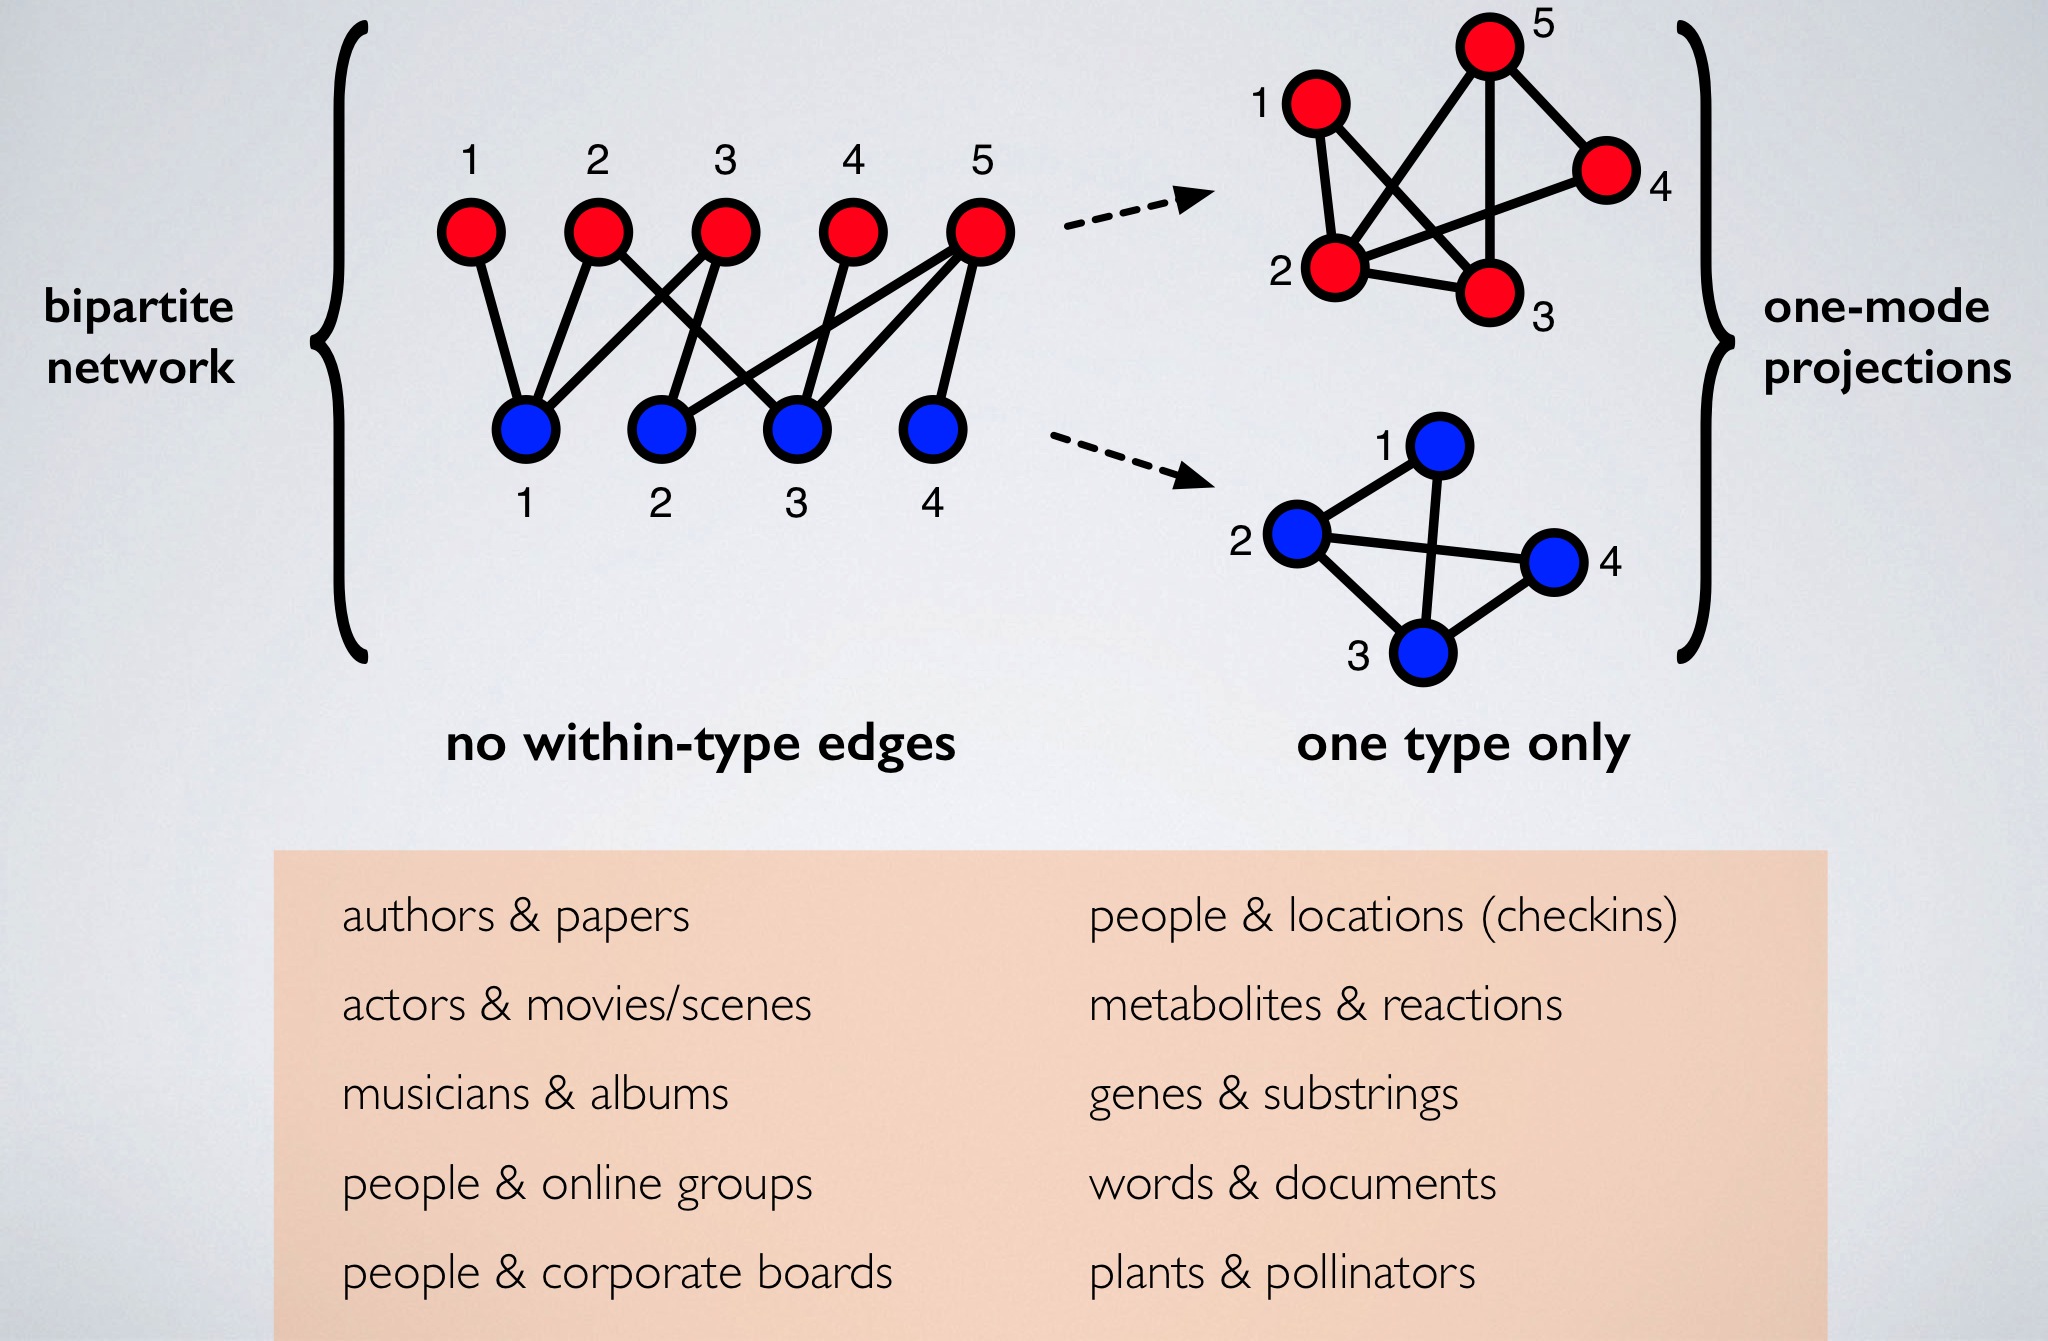 bipartite
network
1 2 3 4 5
1 2 3 4
5
1
4
2
3
1
2
4
3
one-mode
projections
no within-type edges
one type only
authors & papers
actors & movies/scenes
musicians & albums
people & online groups
people & corporate boards
people & locations (checkins)
metabolites & reactions
genes & substrings
words & documents
plants & pollinators